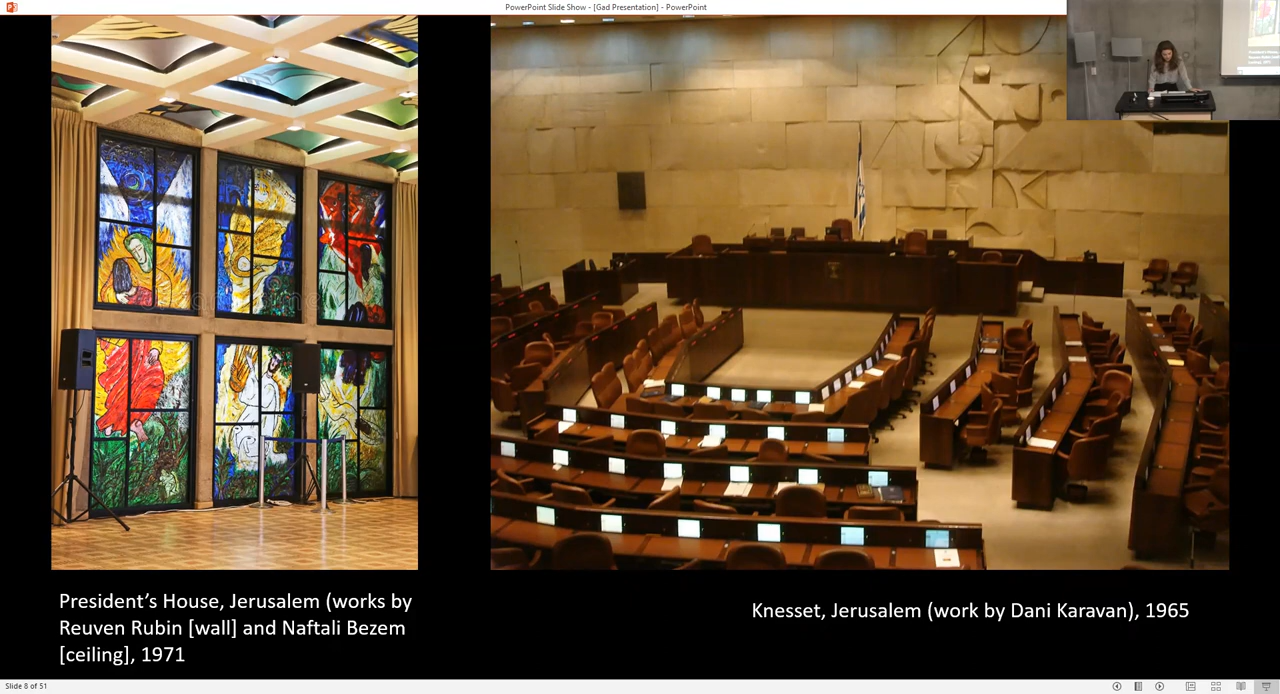 PowerPoint Slide Show - [Gad Presentation] - PowerPoint
President's House, Jerusalem (works by
Reuven Rubin [wall] and Naftali Bezem
[ceiling], 1971
Knesset, Jerusalem (work by Dani Karavan), 1965
Slide 8 of 51